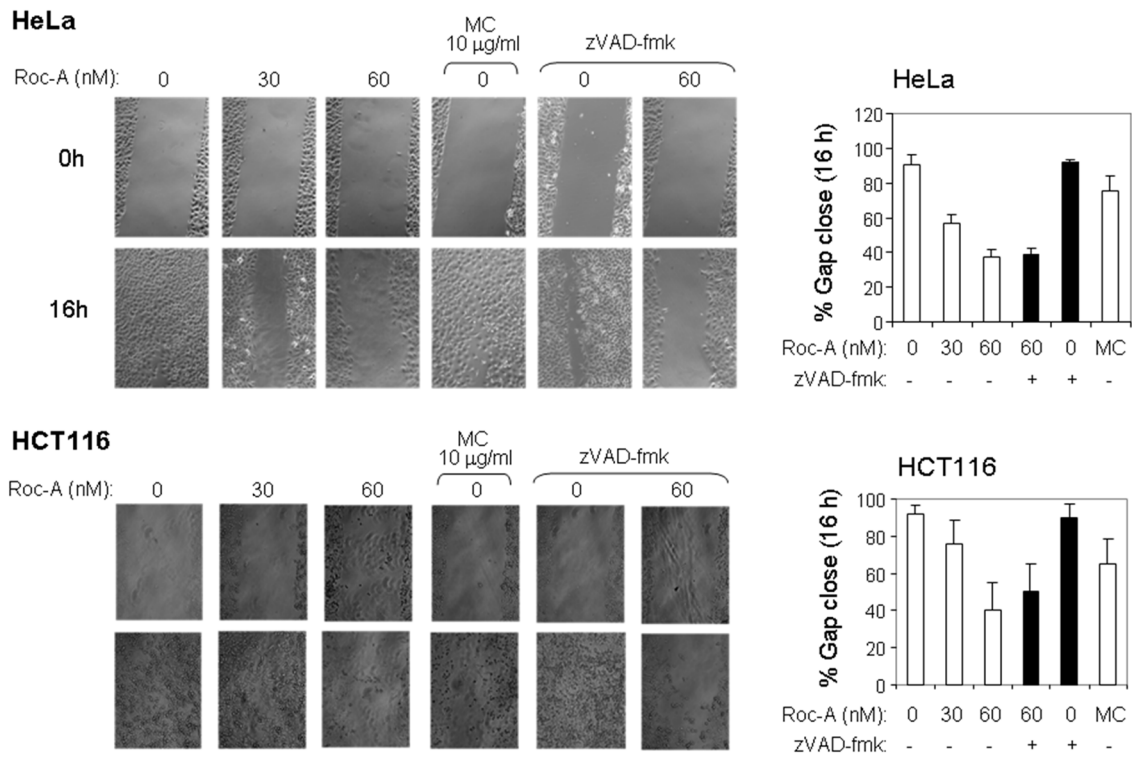 HeLa
MC
10 μg/ml
zVAD-fmk
Roc-A (nM): 0 30 60 0 0 60
0h
16h
HeLa
% Gap close (16 h)
120
100
80
60
40
20
0
Roc-A (nM): 0 30 60 60 0 MC
zVAD-fmk: - - - + + -
HCT116
MC
10 μg/ml
zVAD-fmk
Roc-A (nM): 0 30 60 0 0 60
HCT116
% Gap close (16 h)
100
80
60
40
20
0
Roc-A (nM): 0 30 60 60 0 MC
zVAD-fmk: - - - + + -